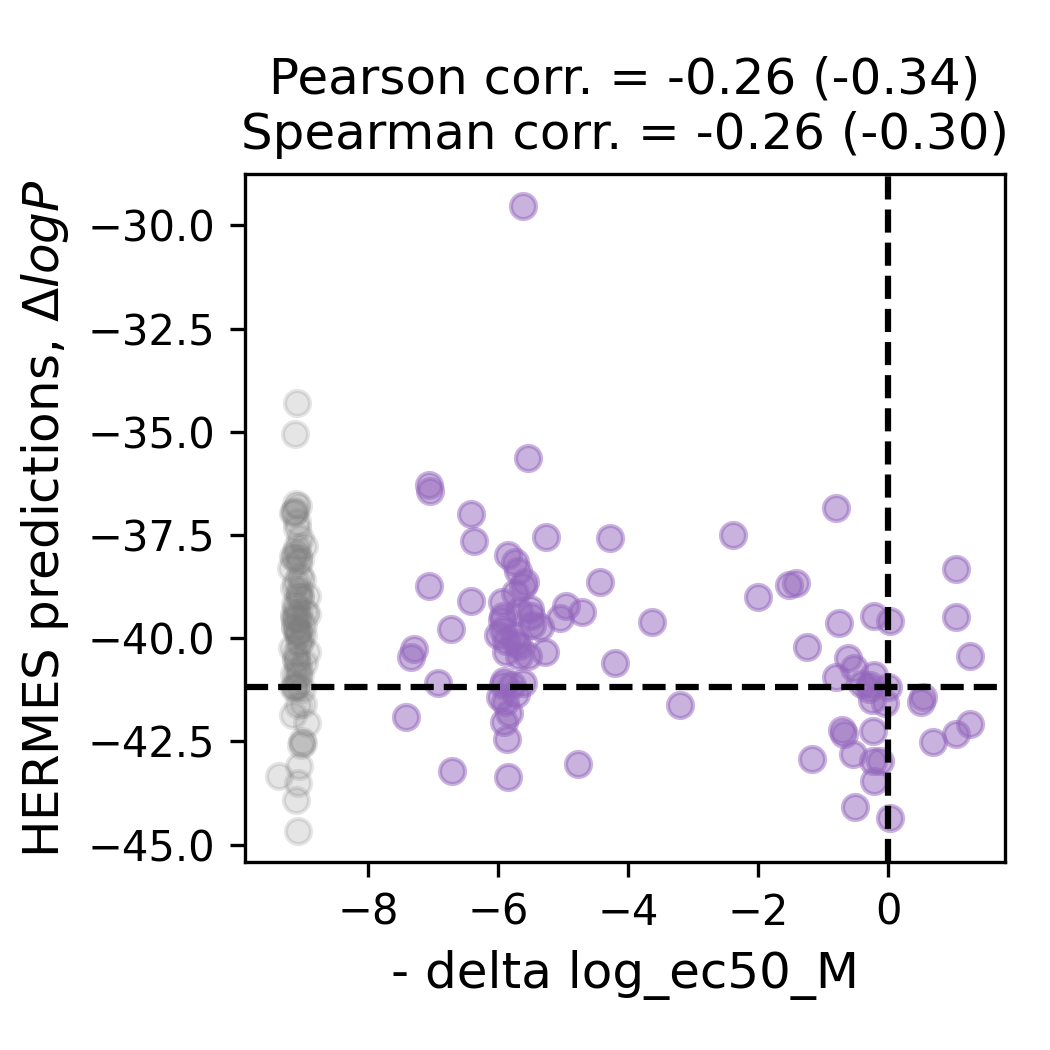 Pearson corr. = -0.26 (-0.34)
Spearman corr. = -0.26 (-0.30)
HERMES predictions, ΔlogP
−30.0
−32.5
−35.0
−37.5
−40.0
−42.5
−45.0
−8 −6 −4 −2 0
- delta log_ec50_M